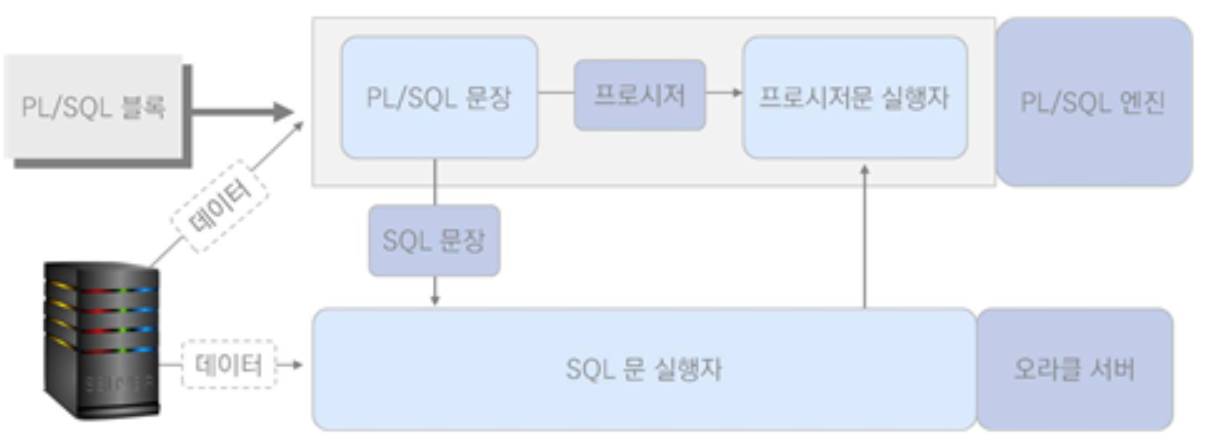 PL/SQL 블록
PL/SQL 문장
프로시저
프로시저문 실행자
PL/SQL 엔진
데이터
SQL 문장
데이터
SQL 문 실행자
오라클 서버